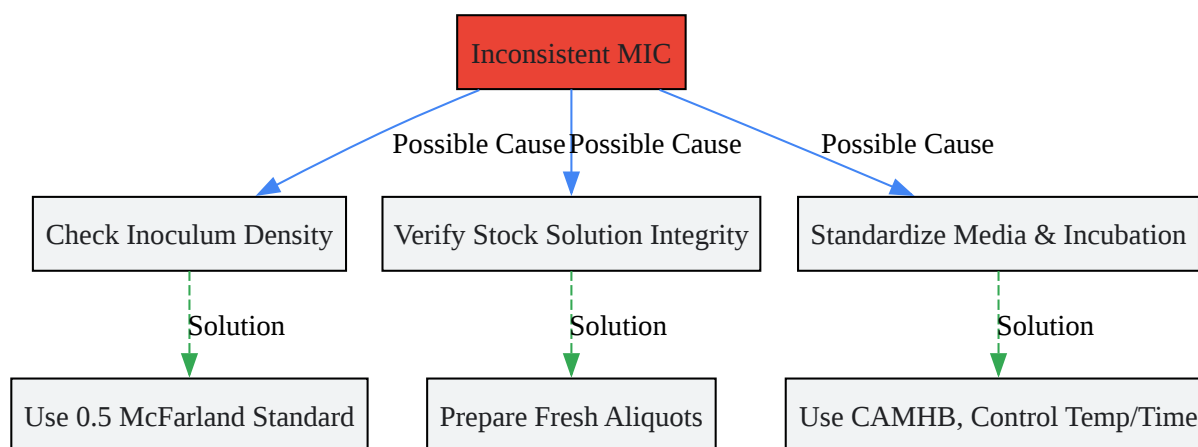 Inconsistent MIC
Possible Cause
Possible Cause
Possible Cause
Check Inoculum Density
Verify Stock Solution Integrity
Standardize Media & Incubation
Solution
Solution
Solution
Use 0.5 McFarland Standard
Prepare Fresh Aliquots
Use CAMHB, Control Temp/Time